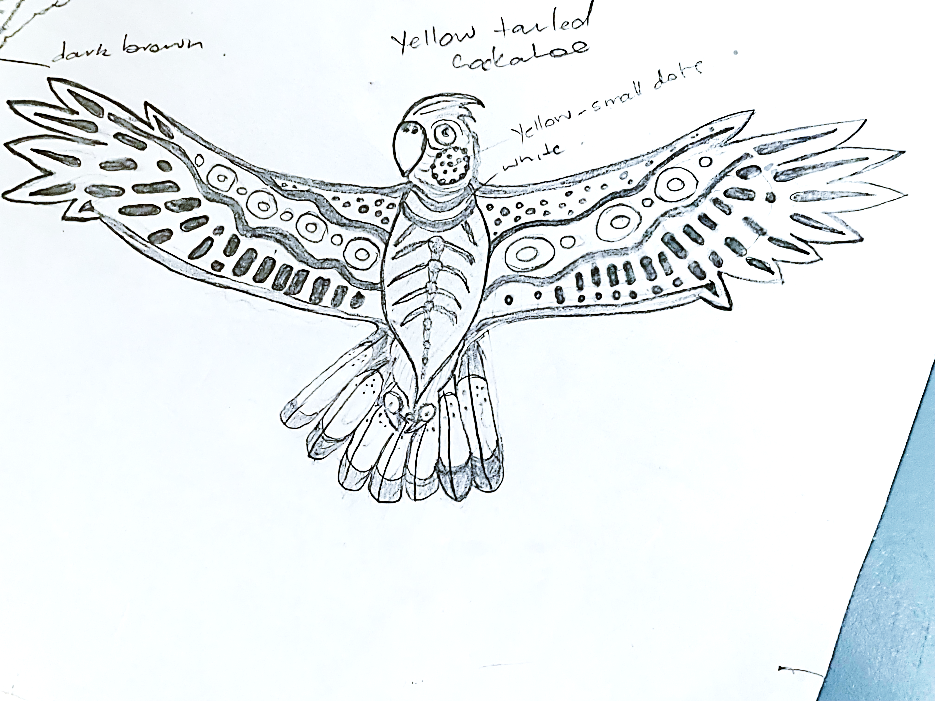 dark brown
Yellow tailed
Cockatoo
Yellow-small dots
white